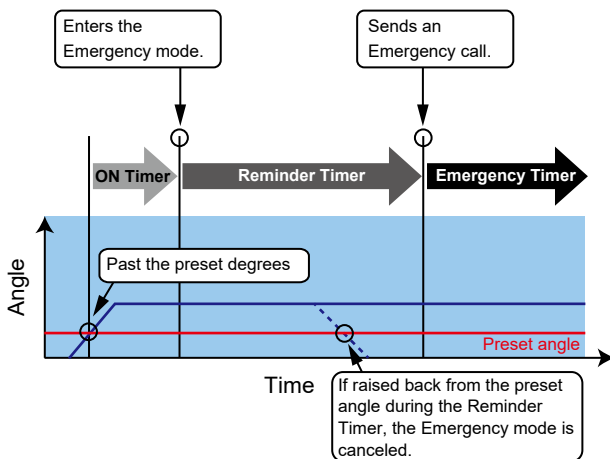 Enters the
Emergency mode.
Sends an
Emergency call.
ON Timer
Reminder Timer
Emergency Timer
Angle
Past the preset degrees
Preset angle
Time
If raised back from the preset
angle during the Reminder
Timer, the Emergency mode is
canceled.